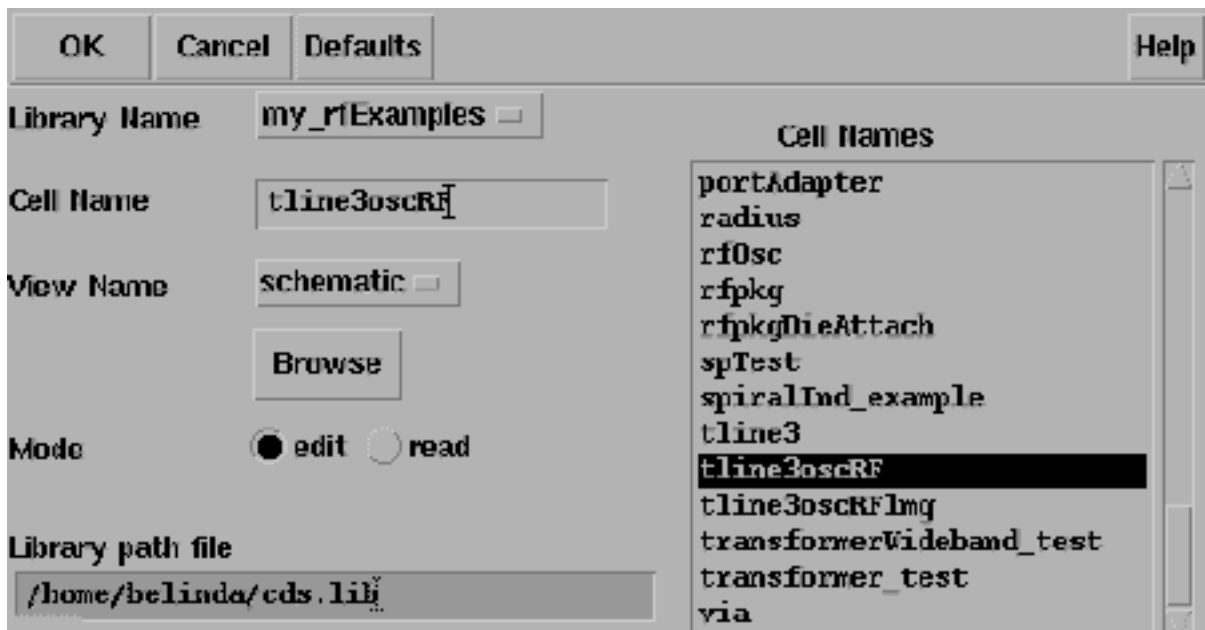 OK Cancel Defaults Help
Library Name my_rfExamples
Cell Name tline3oscRF
View Name schematic
Browse
Mode edit read
Library path file
/home/belinda/cds.lib
Cell Names
portAdapter
radius
rfOsc
rfpkg
rfpkgDieAttach
spTest
spiralInd_example
tline3
tline3oscRF
tline3oscRFlmg
transformerWideband_test
transformer_test
via